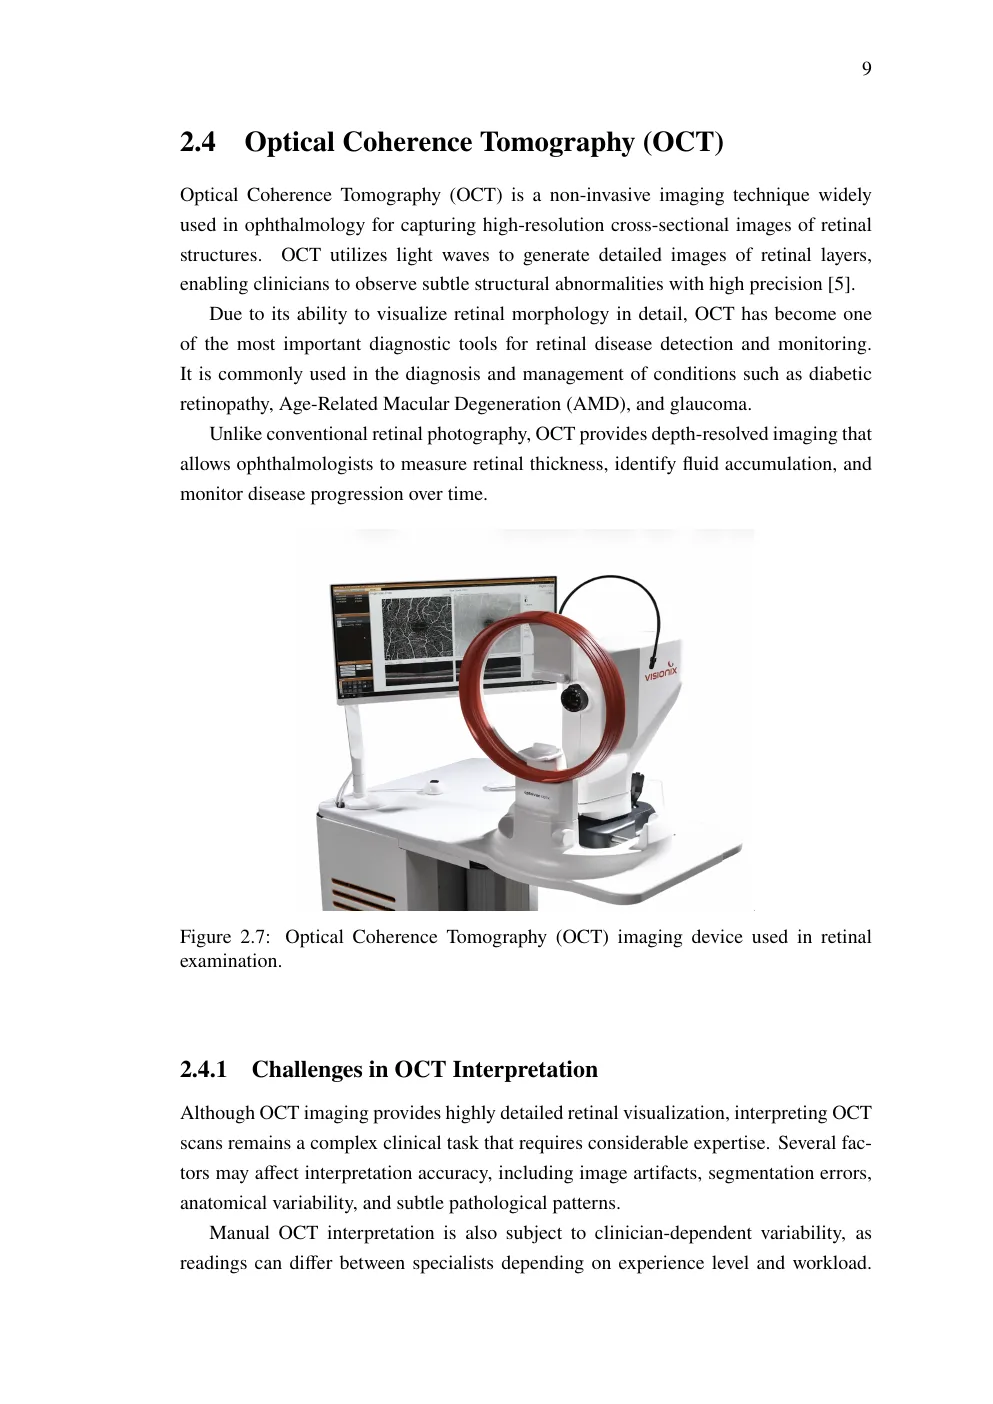 9
2.4 Optical Coherence Tomography (OCT)
Optical Coherence Tomography (OCT) is a non-invasive imaging technique widely
used in ophthalmology for capturing high-resolution cross-sectional images of retinal
structures. OCT utilizes light waves to generate detailed images of retinal layers,
enabling clinicians to observe subtle structural abnormalities with high precision [5].
Due to its ability to visualize retinal morphology in detail, OCT has become one
of the most important diagnostic tools for retinal disease detection and monitoring.
It is commonly used in the diagnosis and management of conditions such as diabetic
retinopathy, Age-Related Macular Degeneration (AMD), and glaucoma.
Unlike conventional retinal photography, OCT provides depth-resolved imaging that
allows ophthalmologists to measure retinal thickness, identify fluid accumulation, and
monitor disease progression over time.
VISIONIX
Figure 2.7: Optical Coherence Tomography (OCT) imaging device used in retinal
examination.
2.4.1 Challenges in OCT Interpretation
Although OCT imaging provides highly detailed retinal visualization, interpreting OCT
scans remains a complex clinical task that requires considerable expertise. Several fac-
tors may affect interpretation accuracy, including image artifacts, segmentation errors,
anatomical variability, and subtle pathological patterns.
Manual OCT interpretation is also subject to clinician-dependent variability, as
readings can differ between specialists depending on experience level and workload.